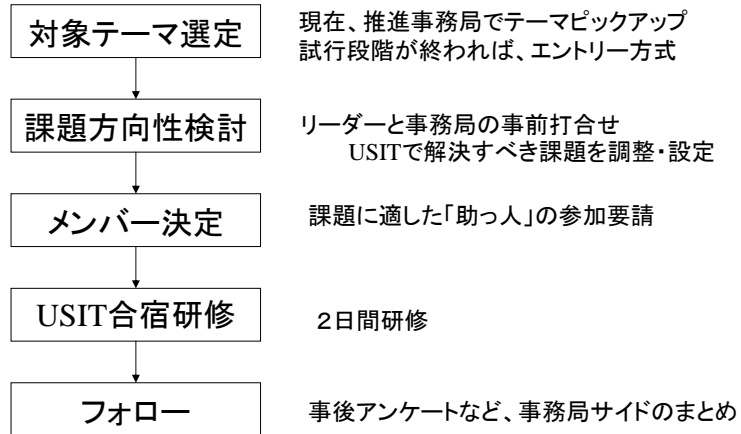 対象テーマ選定
現在、推進事務局でテーマピックアップ
試行段階が終われば、エントリー方式
課題方向性検討
リーダーと事務局の事前打合せ
USITで解決すべき課題を調整・設定
メンバー決定
課題に適した「助っ人」の参加要請
USIT合宿研修
２日間研修
フォロー
事後アンケートなど、事務局サイドのまとめ